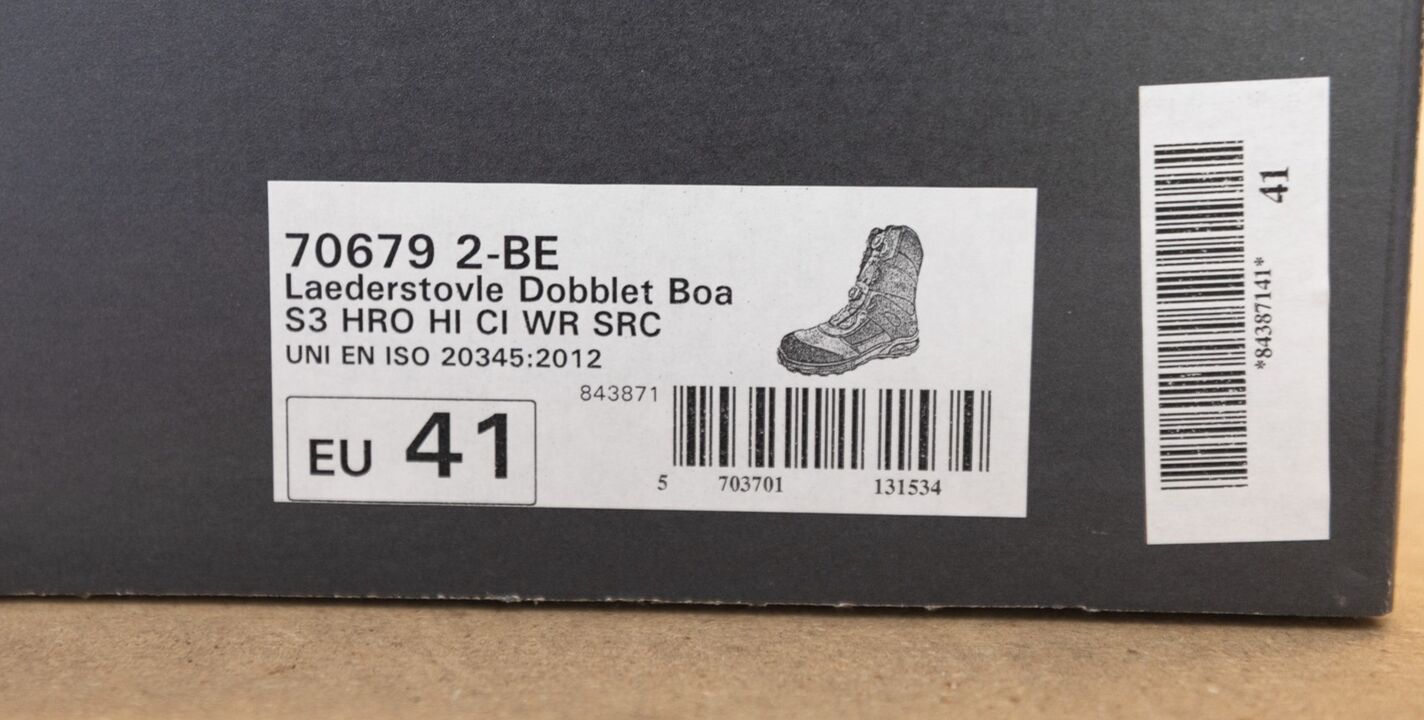 70679 2-BE
Laederstovle Dobblet Boa
S3 HRO HI CI WR SRC
UNI EN ISO 20345:2012
843871
EU 41
5 703701 131534
41
*84387141*